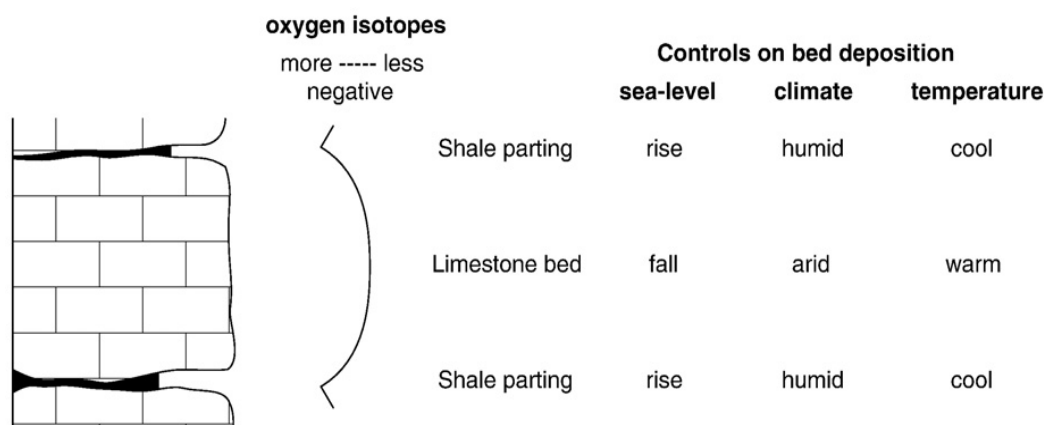 oxygen isotopes
more ----- less
negative
Controls on bed deposition
sea-level climate temperature
Shale parting rise humid cool
Limestone bed fall arid warm
Shale parting rise humid cool